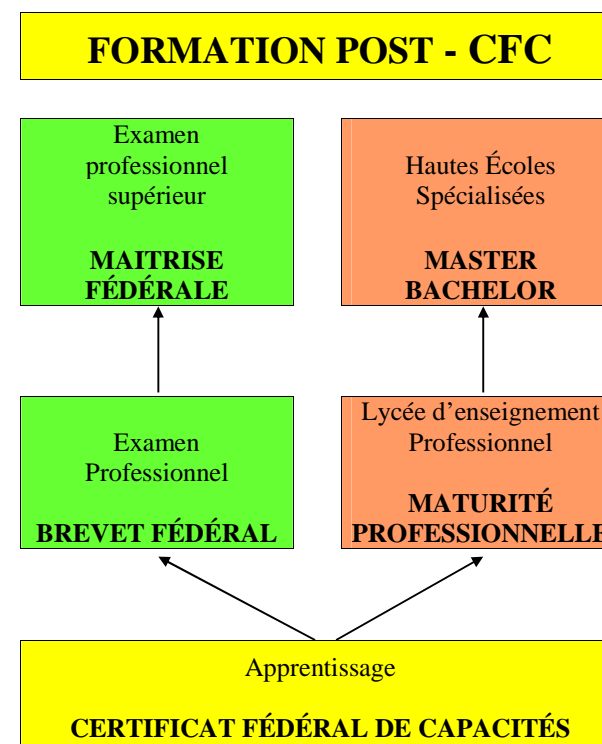 FORMATION POST - CFC
Examen
professionnel
supérieur
MAITRISE
FÉDÉRALE
Hautes Écoles
Spécialisées
MASTER
BACHELOR
Examen
Professionnel
BREVET FÉDÉRAL
Lycée d’enseignement
Professionnel
MATURITÉ
PROFESSIONNELLE
Apprentissage
CERTIFICAT FÉDÉRAL DE CAPACITÉS